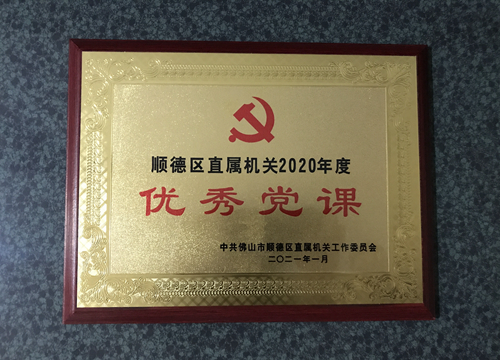 顺德区直属机关2020年度
优秀党课
中共佛山市顺德区直属机关工作委员会
二〇二一年一月